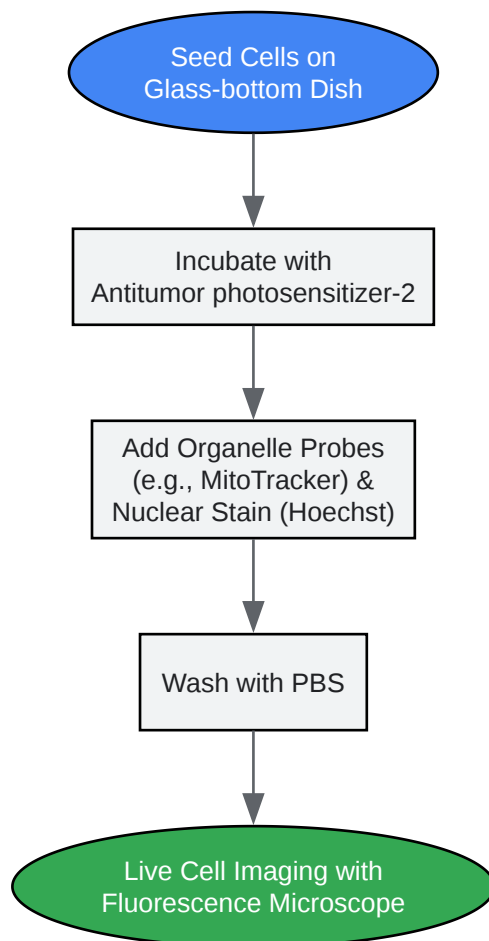 Seed Cells on
Glass-bottom Dish
Incubate with
Antitumor photosensitizer-2
Add Organelle Probes
(e.g., MitoTracker) &
Nuclear Stain (Hoechst)
Wash with PBS
Live Cell Imaging with
Fluorescence Microscope